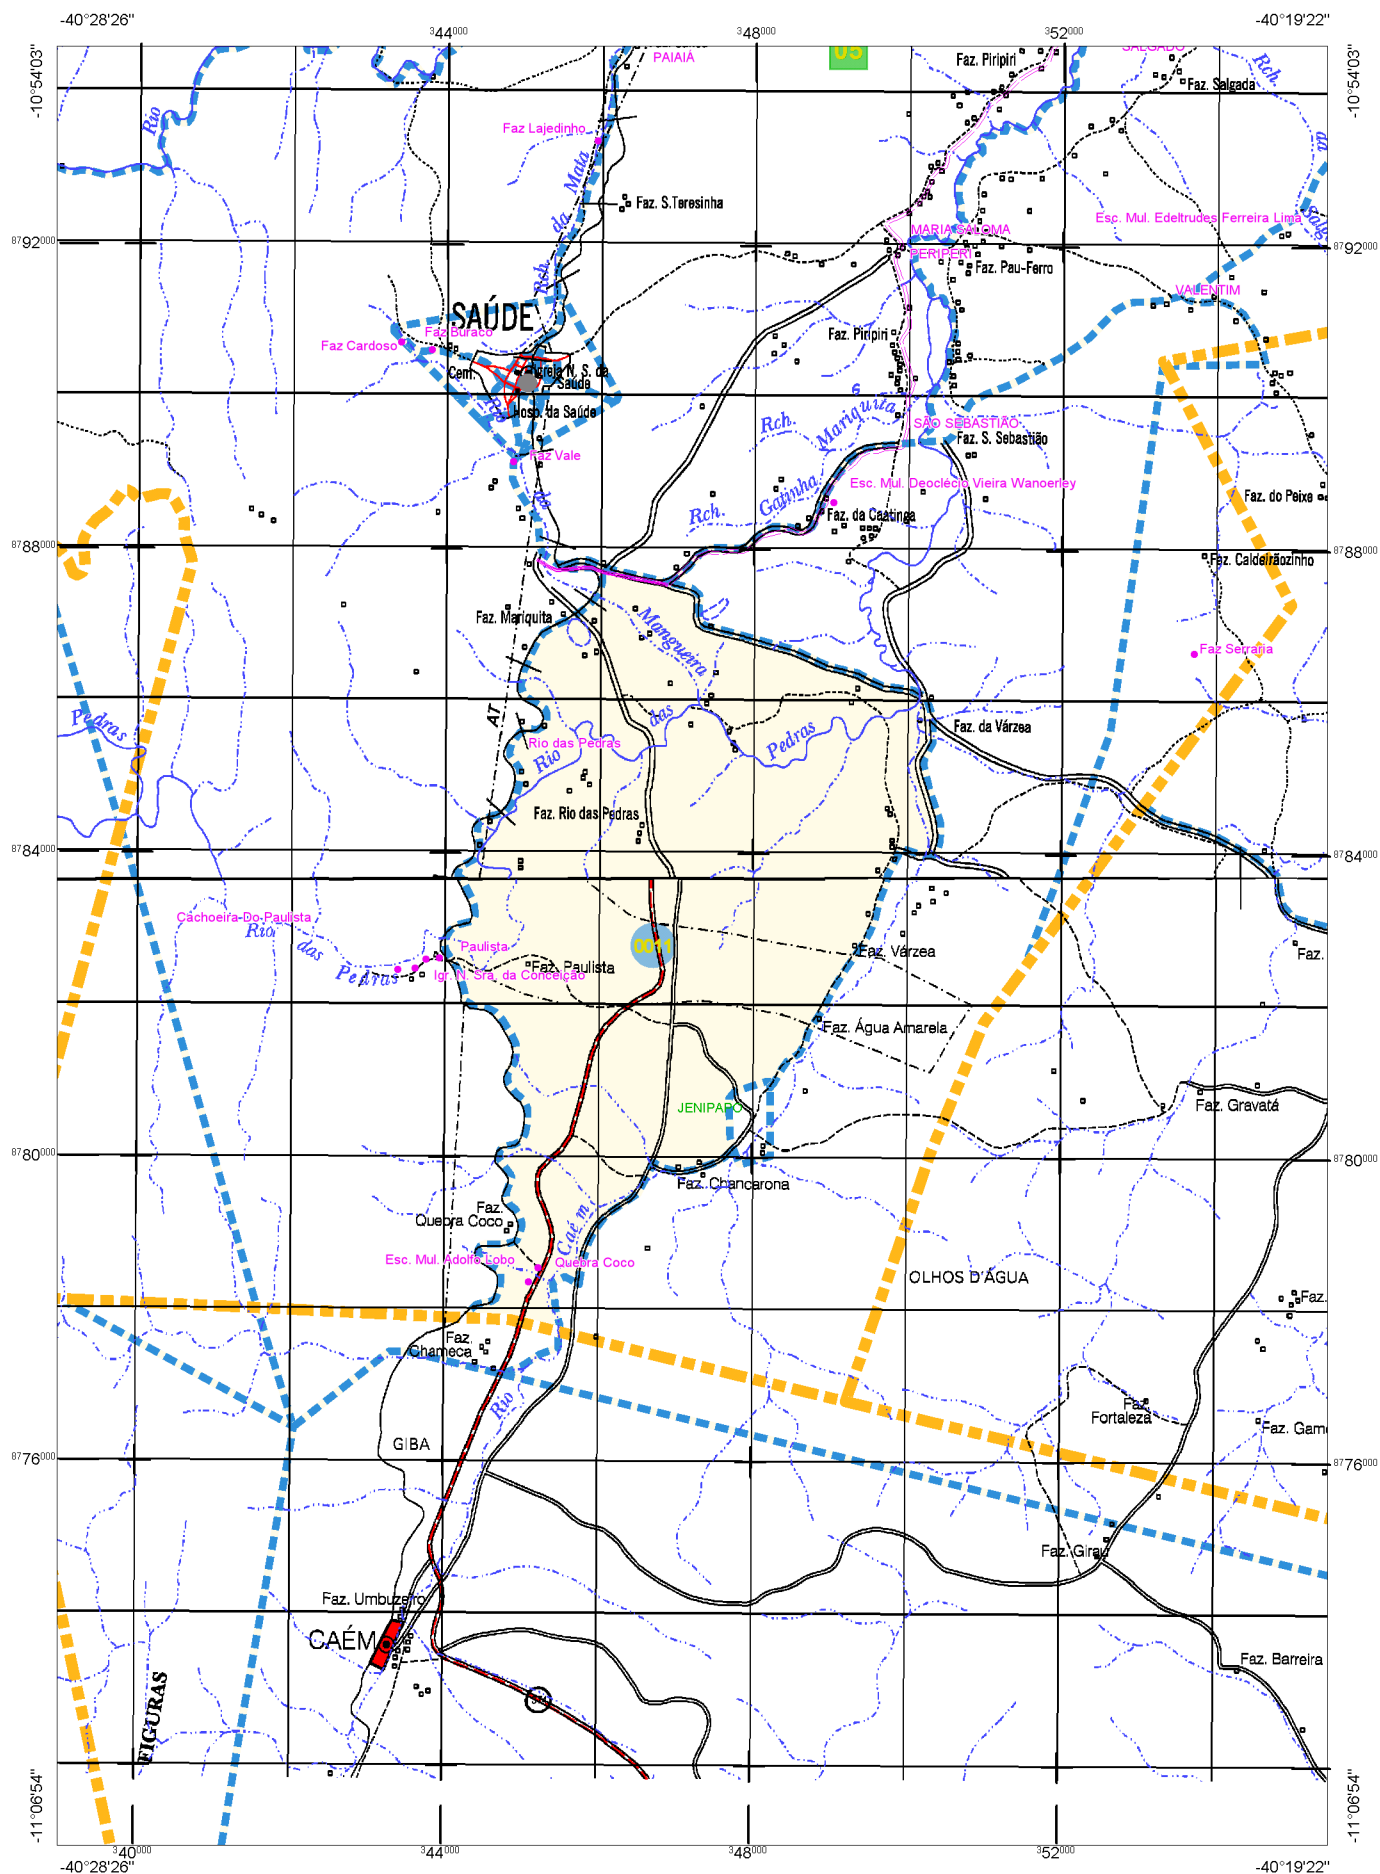 -40°28'26"
-40°19'22"
344000
348000
352000
-10°54'03"
-10°54'03"
PAIAIÁ
05
Faz. Piripiri
SALGADO
Rch.
Faz. Salgada
Rio
Faz Lajedinho
da
Mata
da
Faz. S.Teresinha
Esc. Mul. Edeltrudes Ferreira Lima
MARIA SALOMA
8792000
8792000
PERIPERI
Rch.
Faz. Pau-Ferro
VALENTIM
SAÚDE
Faz Buraco
Faz Cardoso
Faz. Piripiri
Cem.
Igreja N. S. da
Saúde
Rio
Hosp. da Saúde
Rch.
Mariquita
SÃO SEBASTIÃO
Faz. S. Sebastião
Faz Vale
da
Esc. Mul. Deoclécio Vieira Wanoerley
Gatinha
Rch.
Faz. da Caatinga
Faz. do Peixe
8788000
8788000
Faz. Caldeirãozinho
Faz. Mariquita
Mangueira
Faz Serraria
Pedras
AT
das
Pedras
Faz. da Várzea
Rio das Pedras
Rio
Faz. Rio das Pedras
8784000
8784000
Cachoeira-Do Paulista
Rio
das
Pedras
Paulista
0011
Faz. Várzea
Faz.
Faz. Paulista
Igr. N. Sra. da Conceição
Faz. Água Amarela
JENIPAPO
Faz. Gravatá
8780000
8780000
Faz. Chancarona
Faz.
Quebra Coco
Caém
Esc. Mul. Adolfo Lobo
Quebra Coco
OLHOS D'ÁGUA
Faz.
Faz.
Chameca
Rio
Faz.
Fortaleza
Faz. Game
GIBA
8776000
8776000
Faz. Girau
Faz. Umbuzeiro
CAÉM
Faz. Barreira
FIGURAS
-11°06'54"
-11°06'54"
340000
344000
348000
352000
-40°28'26"
-40°19'22"